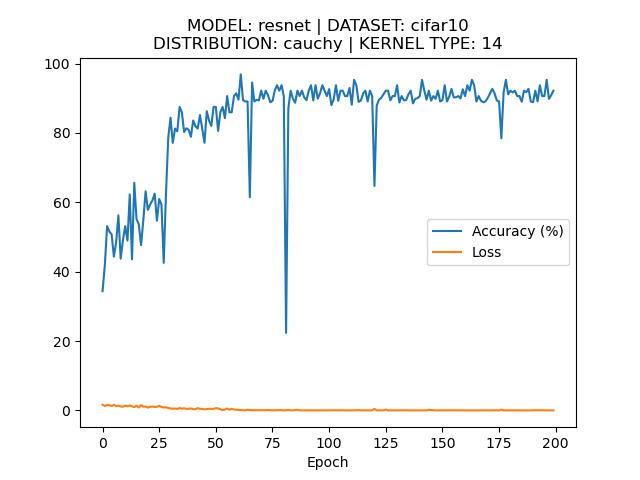 MODEL: resnet | DATASET: cifar10
DISTRIBUTION: cauchy | KERNEL TYPE: 14
100
80
60
40
20
0
Accuracy (%)
Loss
0 25 50 75 100 125 150 175 200
Epoch